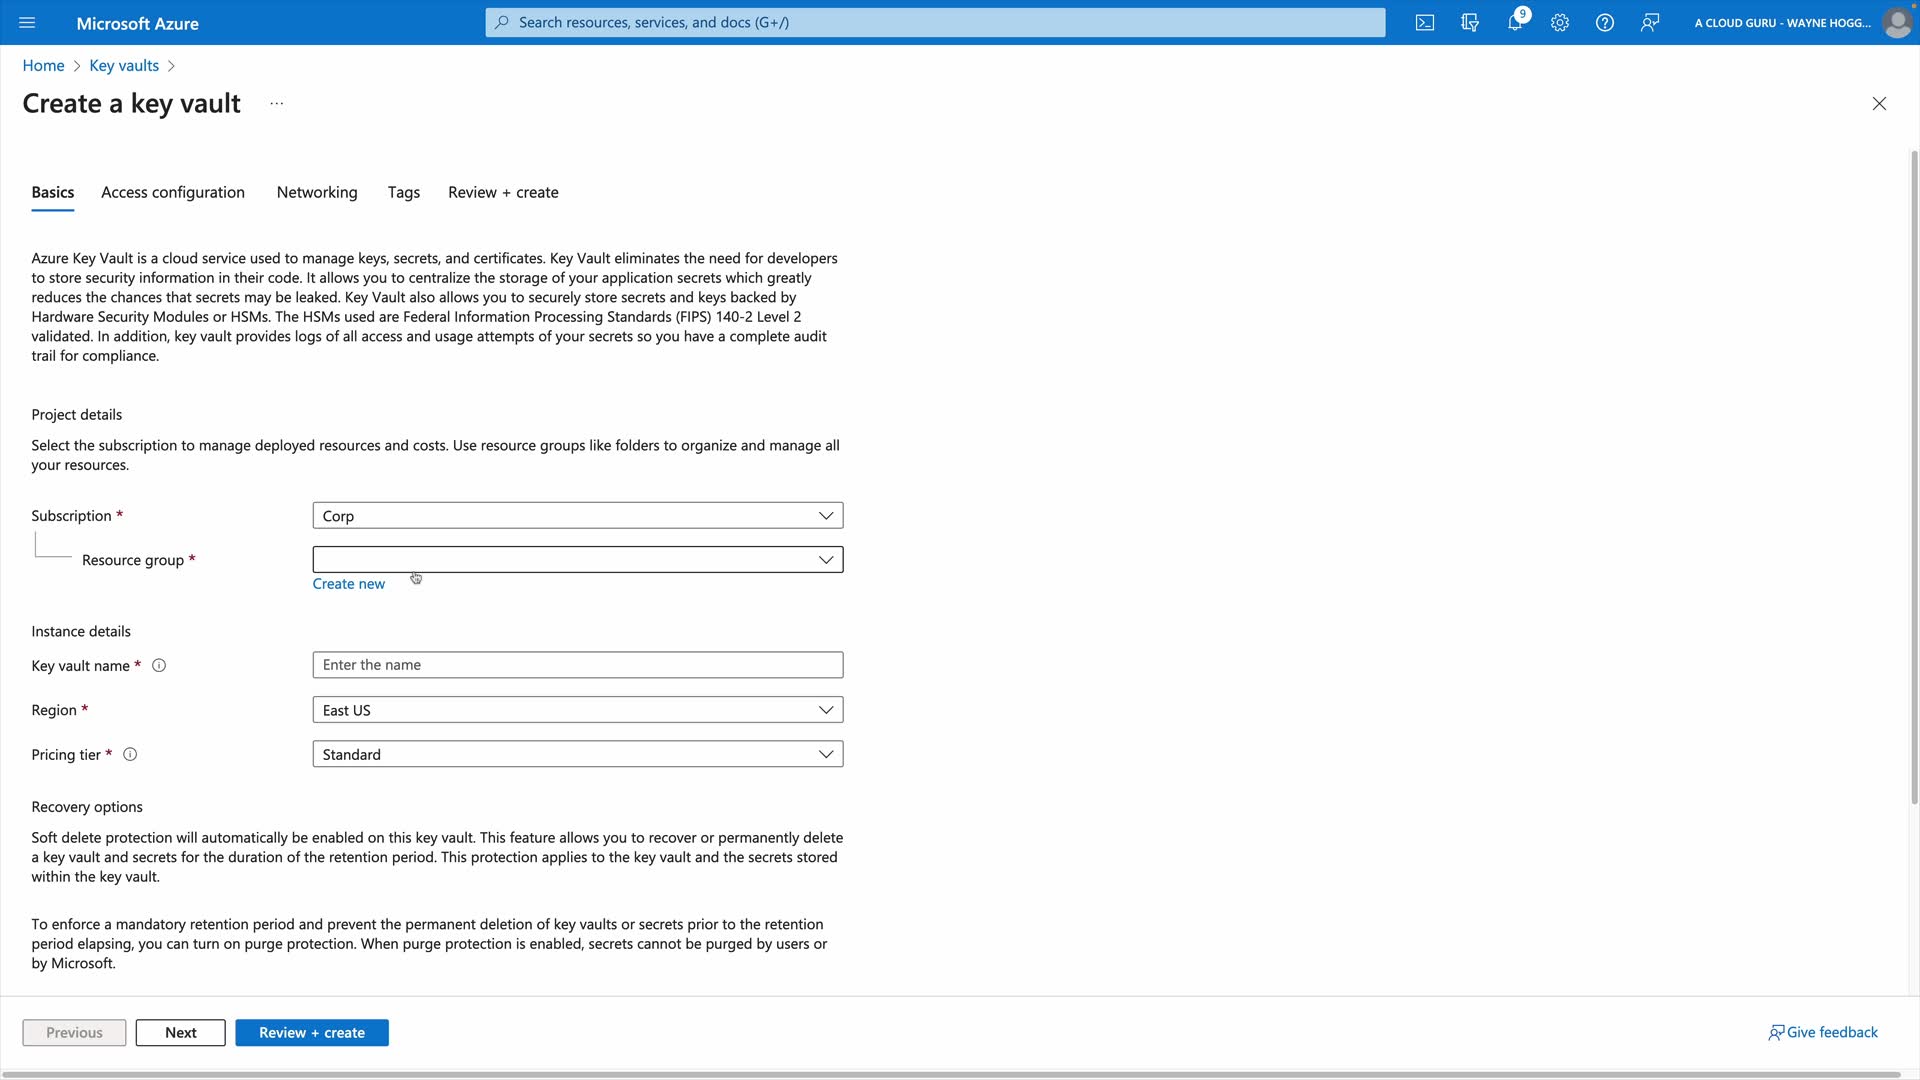 Microsoft Azure
Search resources, services, and docs (G+/)
9
A CLOUD GURU - WAYNE HOGG...
Home > Key vaults >
Create a key vault ...
Basics Access configuration Networking Tags Review + create
Azure Key Vault is a cloud service used to manage keys, secrets, and certificates. Key Vault eliminates the need for developers
to store security information in their code. It allows you to centralize the storage of your application secrets which greatly
reduces the chances that secrets may be leaked. Key Vault also allows you to securely store secrets and keys backed by
Hardware Security Modules or HSMs. The HSMs used are Federal Information Processing Standards (FIPS) 140-2 Level 2
validated. In addition, key vault provides logs of all access and usage attempts of your secrets so you have a complete audit
trail for compliance.
Project details
Select the subscription to manage deployed resources and costs. Use resource groups like folders to organize and manage all
your resources.
Subscription * Corp
Resource group *
Create new
Instance details
Key vault name * Enter the name
Region * East US
Pricing tier * Standard
Recovery options
Soft delete protection will automatically be enabled on this key vault. This feature allows you to recover or permanently delete
a key vault and secrets for the duration of the retention period. This protection applies to the key vault and the secrets stored
within the key vault.
To enforce a mandatory retention period and prevent the permanent deletion of key vaults or secrets prior to the retention
period elapsing, you can turn on purge protection. When purge protection is enabled, secrets cannot be purged by users or
by Microsoft.
Previous Next Review + create Give feedback